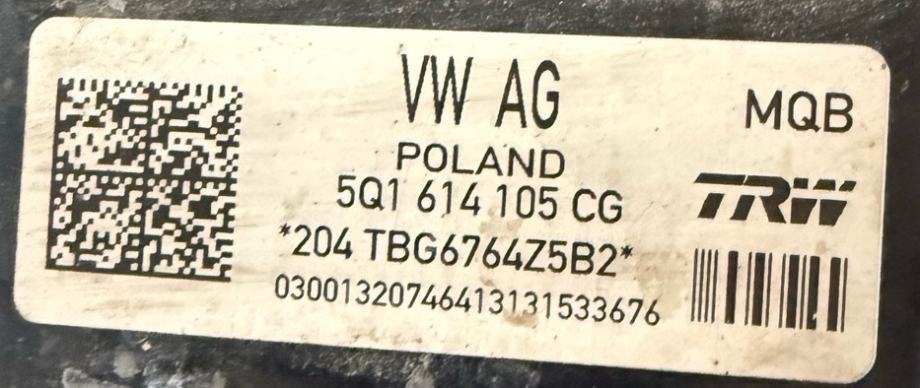 VW AG
MQB
POLAND
5Q1 614 105 CG
TRW
*204 TBG6764Z5B2*
03001320746413131533676